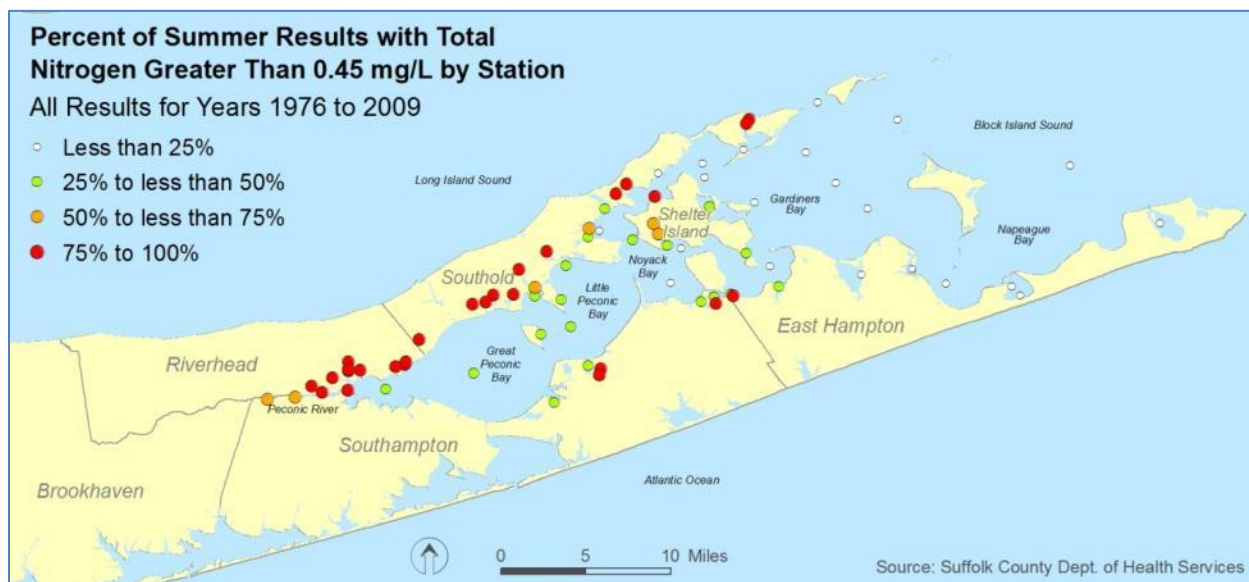 Percent of Summer Results with Total
Nitrogen Greater Than 0.45 mg/L by Station
All Results for Years 1976 to 2009
Less than 25%
25% to less than 50%
50% to less than 75%
75% to 100%
Long Island Sound
Block Island Sound
Gardiners
Bay
Shelter
Island
Napeague
Bay
Noyack
Bay
Southold
Little
Peconic
Bay
East Hampton
Great
Peconic
Bay
Riverhead
Peconic River
Southampton
Brookhaven
Atlantic Ocean
0 5 10 Miles
Source: Suffolk County Dept. of Health Services